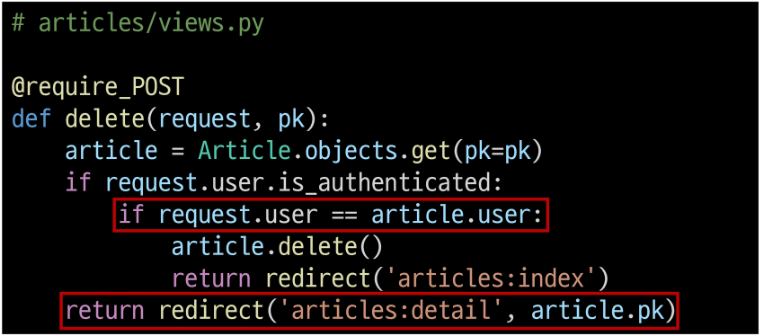 # articles/views.py
@require_POST
def delete(request, pk):
    article = Article.objects.get(pk=pk)
    if request.user.is_authenticated:
        if request.user == article.user:
            article.delete()
            return redirect('articles:index')
    return redirect('articles:detail', article.pk)